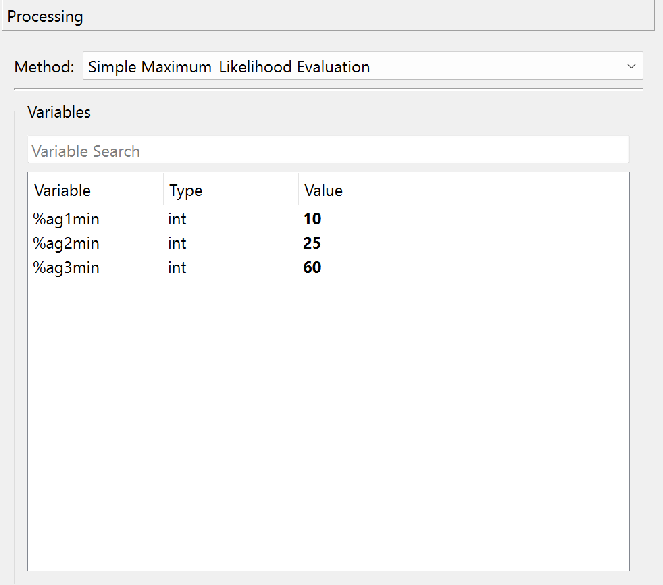 Processing
Method: Simple Maximum Likelihood Evaluation
Variables
Variable Search
Variable Type Value
%ag1min int 10
%ag2min int 25
%ag3min int 60